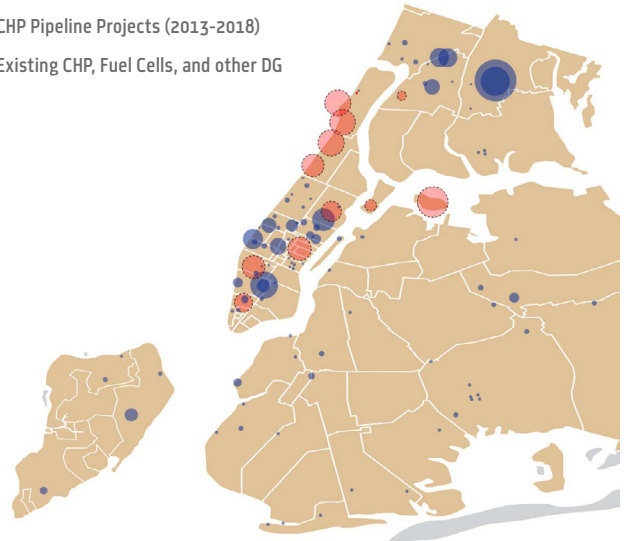 CHP Pipeline Projects (2013-2018)
Existing CHP, Fuel Cells, and other DG